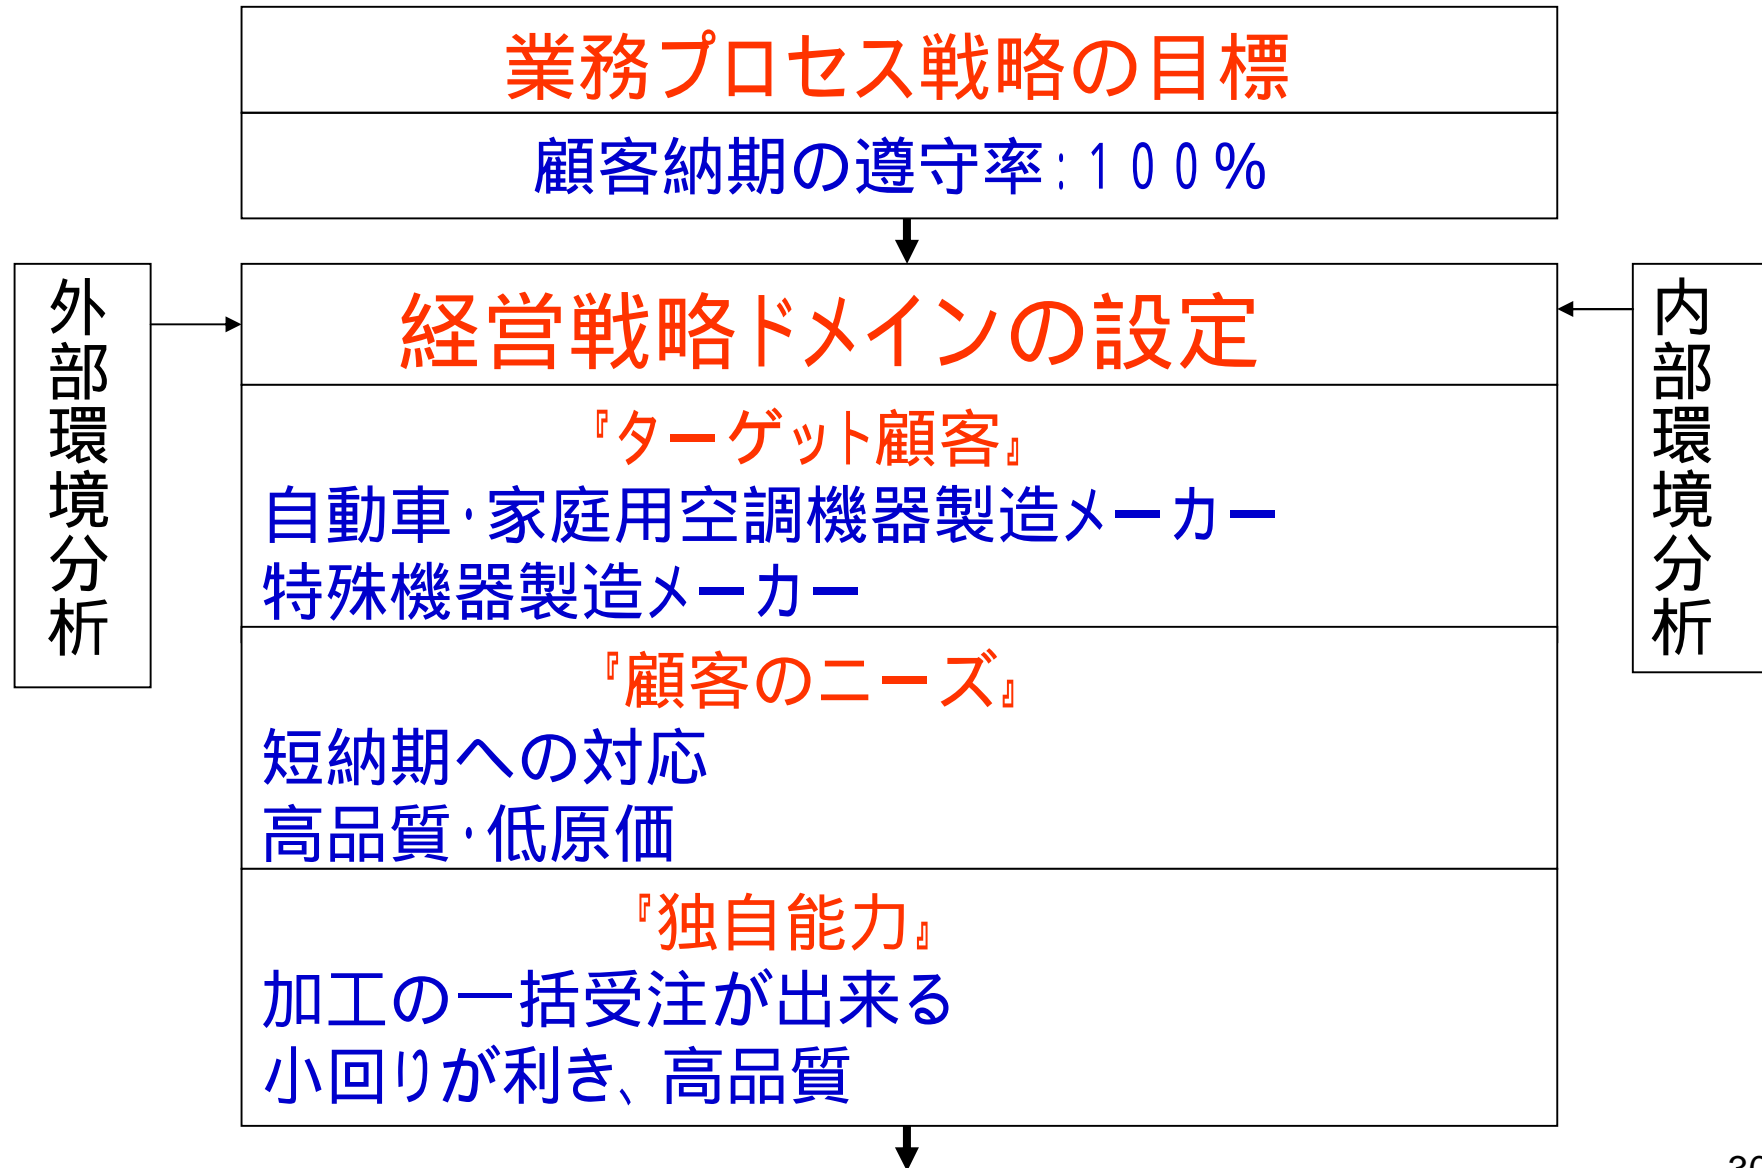 業務プロセス戦略の目標
顧客納期の遵守率:100%
外部環境分析
経営戦略ドメインの設定
内部環境分析
『ターゲット顧客』
自動車・家庭用空調機器製造メーカー
特殊機器製造メーカー
『顧客のニーズ』
短納期への対応
高品質・低原価
『独自能力』
加工の一括受注が出来る
小回りが利き、高品質